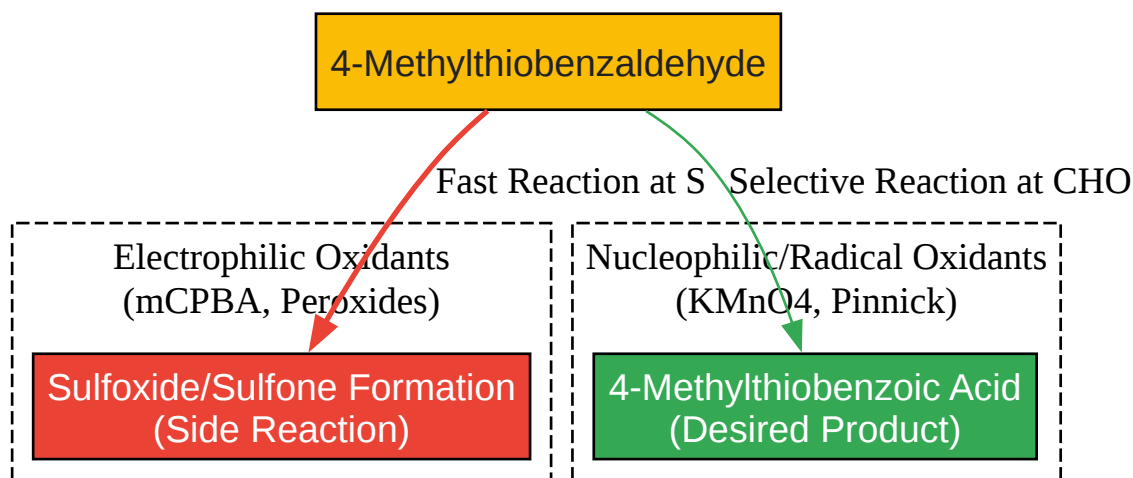 4-Methylthiobenzaldehyde
Fast Reaction at S
Selective Reaction at CHO
Electrophilic Oxidants
(mCPBA, Peroxides)
Sulfoxide/Sulfone Formation
(Side Reaction)
Nucleophilic/Radical Oxidants
(KMnO4, Pinnick)
4-Methylthiobenzoic Acid
(Desired Product)